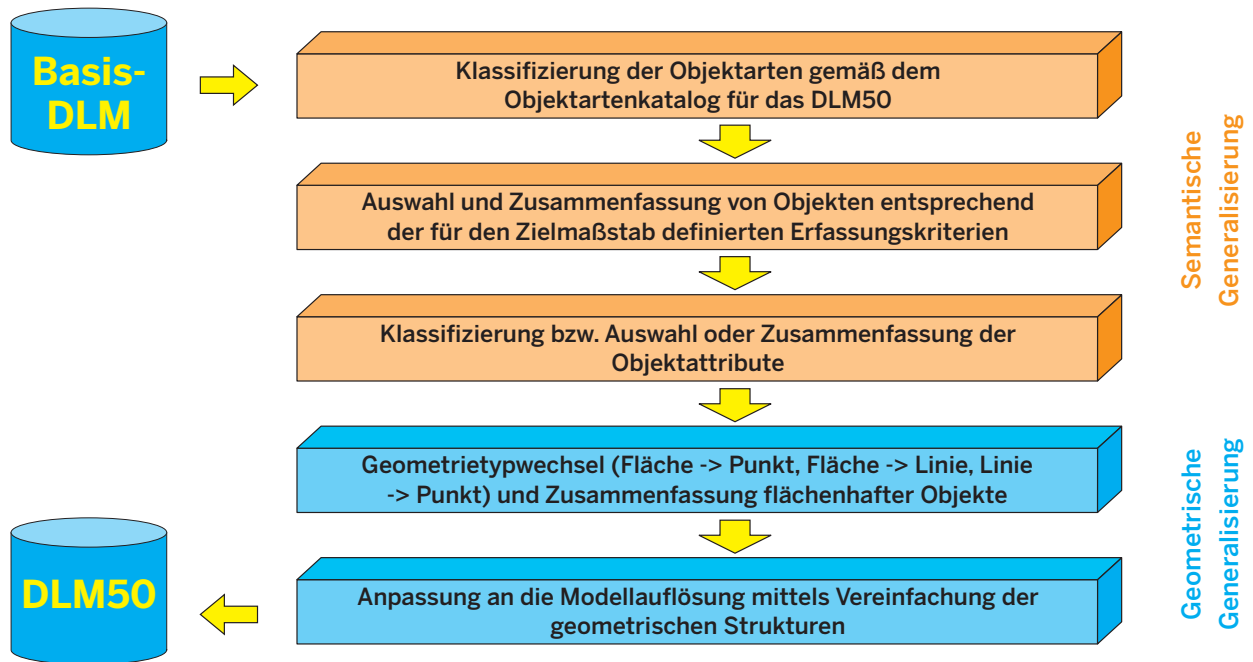 Basis-
DLM
Klassifizierung der Objektarten gemäß dem
Objektartenkatalog für das DLM50
Auswahl und Zusammenfassung von Objekten entsprechend
der für den Zielmaßstab definierten Erfassungskriterien
Klassifizierung bzw. Auswahl oder Zusammenfassung der
Objektattribute
Semantische
Generalisierung
Geometrietypwechsel (Fläche -> Punkt, Fläche -> Linie, Linie
-> Punkt) und Zusammenfassung flächenhafter Objekte
Anpassung an die Modellauflösung mittels Vereinfachung der
geometrischen Strukturen
Geometrische
Generalisierung
DLM50